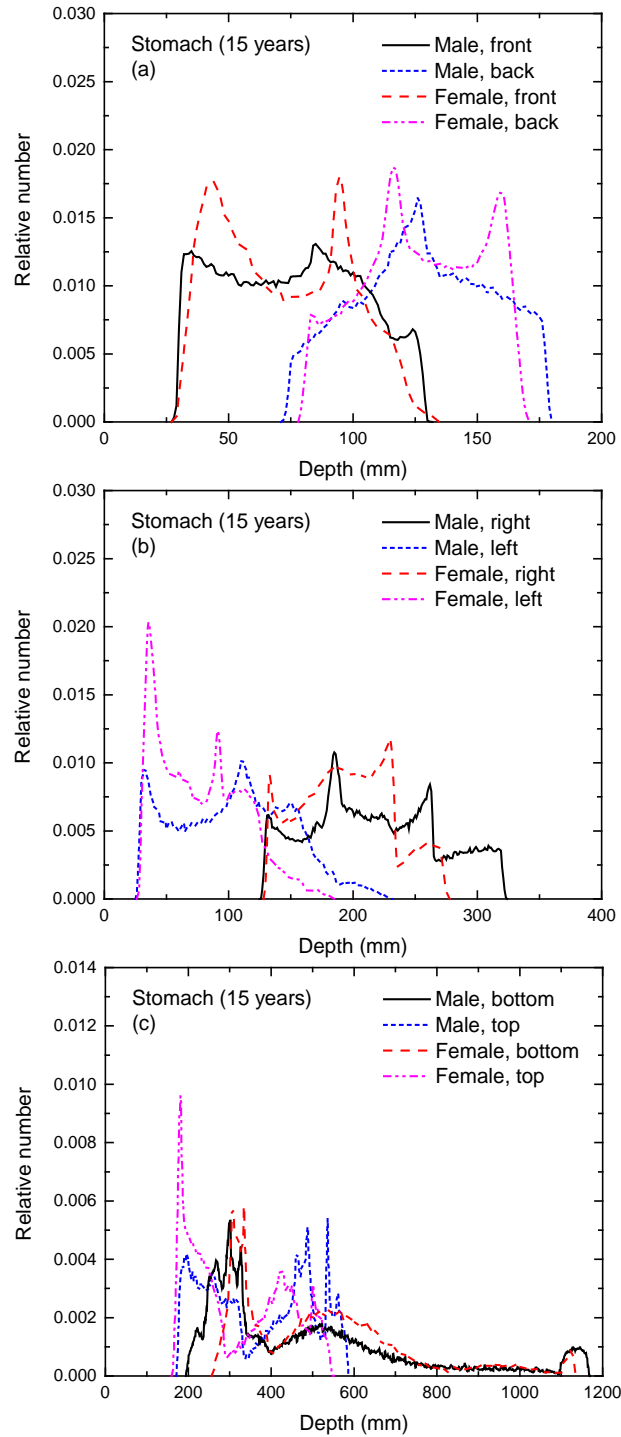 0.030
0.025
0.020
0.015
0.010
0.005
0.000
Relative number
Stomach (15 years)
(a)
Male, front
Male, back
Female, front
Female, back
0 50 100 150 200
Depth (mm)
0.030
0.025
0.020
0.015
0.010
0.005
0.000
Relative number
Stomach (15 years)
(b)
Male, right
Male, left
Female, right
Female, left
0 100 200 300 400
Depth (mm)
0.014
0.012
0.010
0.008
0.006
0.004
0.002
0.000
Relative number
Stomach (15 years)
(c)
Male, bottom
Male, top
Female, bottom
Female, top
0 200 400 600 800 1000 1200
Depth (mm)